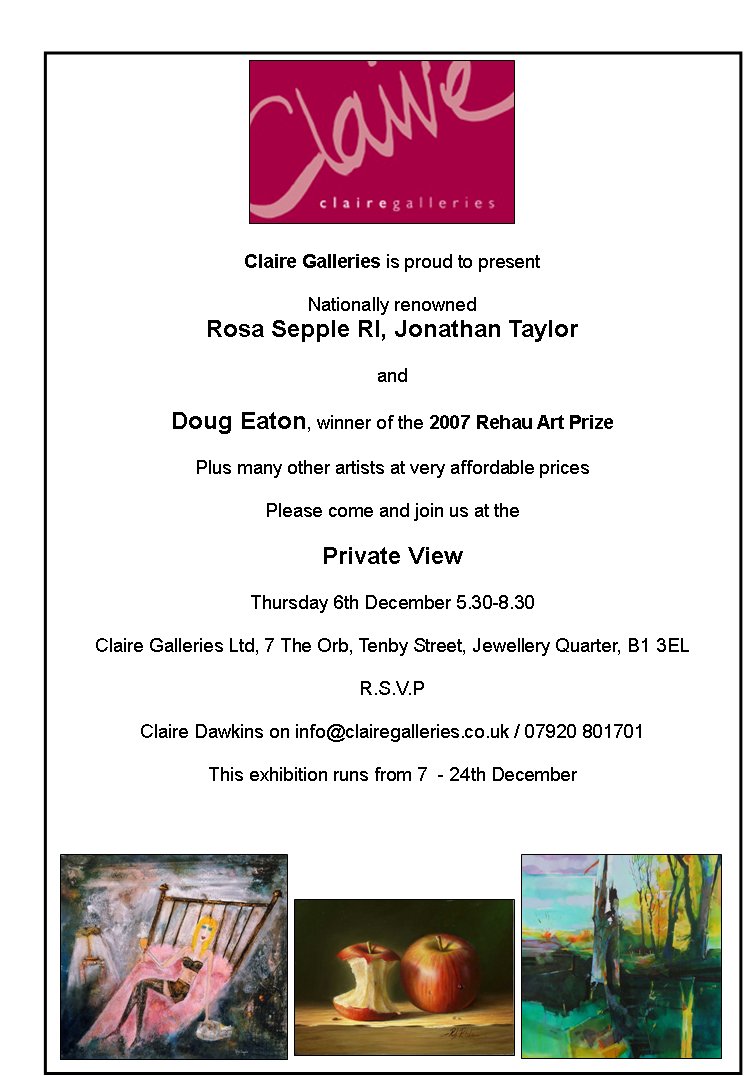 Claire
clairegalleries
Claire Galleries is proud to present
Nationally renowned
Rosa Sepple RI, Jonathan Taylor
and
Doug Eaton, winner of the 2007 Rehau Art Prize
Plus many other artists at very affordable prices
Please come and join us at the
Private View
Thursday 6th December 5.30-8.30
Claire Galleries Ltd, 7 The Orb, Tenby Street, Jewellery Quarter, B1 3EL
R.S.V.P
Claire Dawkins on info@clairegalleries.co.uk / 07920 801701
This exhibition runs from 7 - 24th December